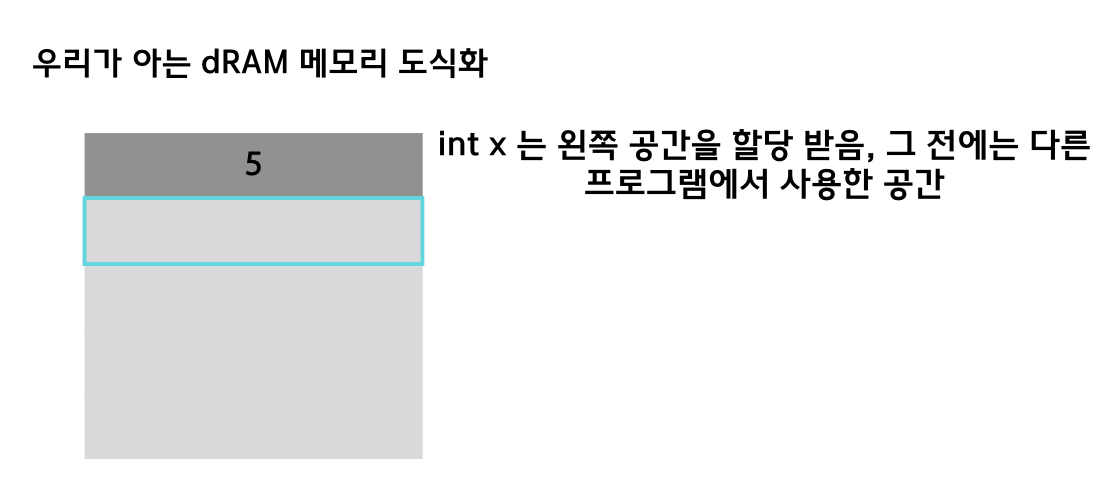 우리가 아는 dRAM 메모리 도식화
5
int x 는 왼쪽 공간을 할당 받음, 그 전에는 다른
프로그램에서 사용한 공간